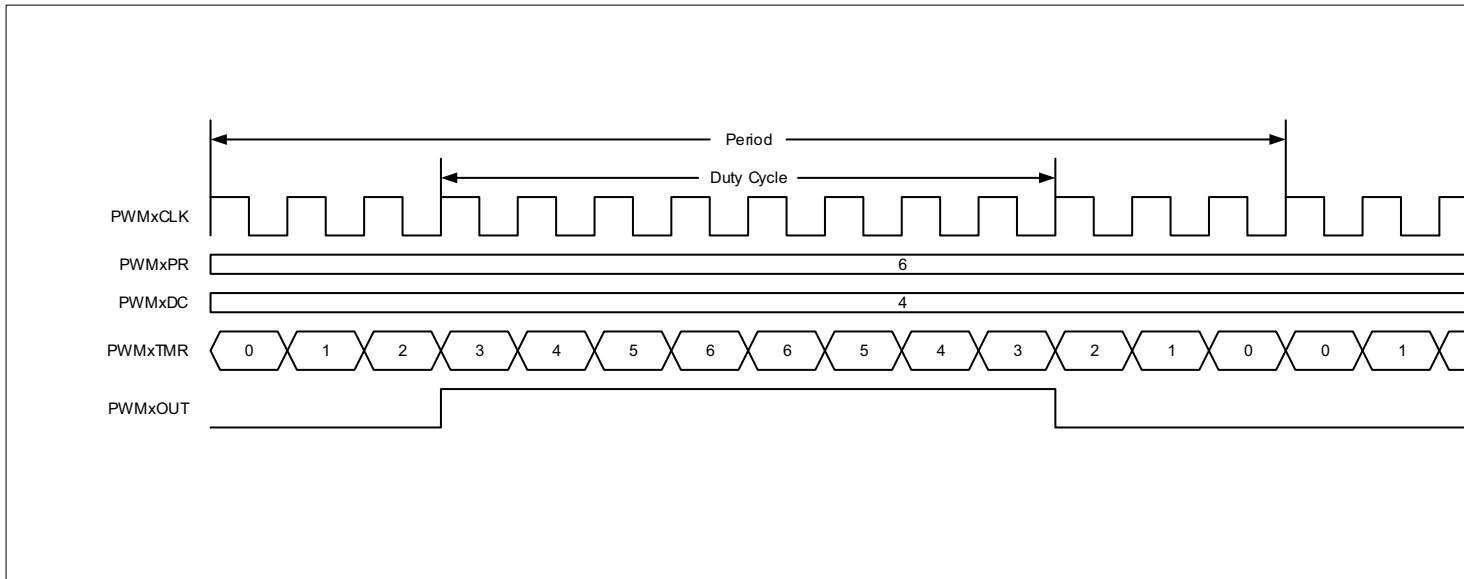 Period
Duty Cycle
PWMxCLK
PWMxPR 6
PWMxDC 4
PWMxTMR 0 1 2 3 4 5 6 6 5 4 3 2 1 0 0 1
PWMxOUT